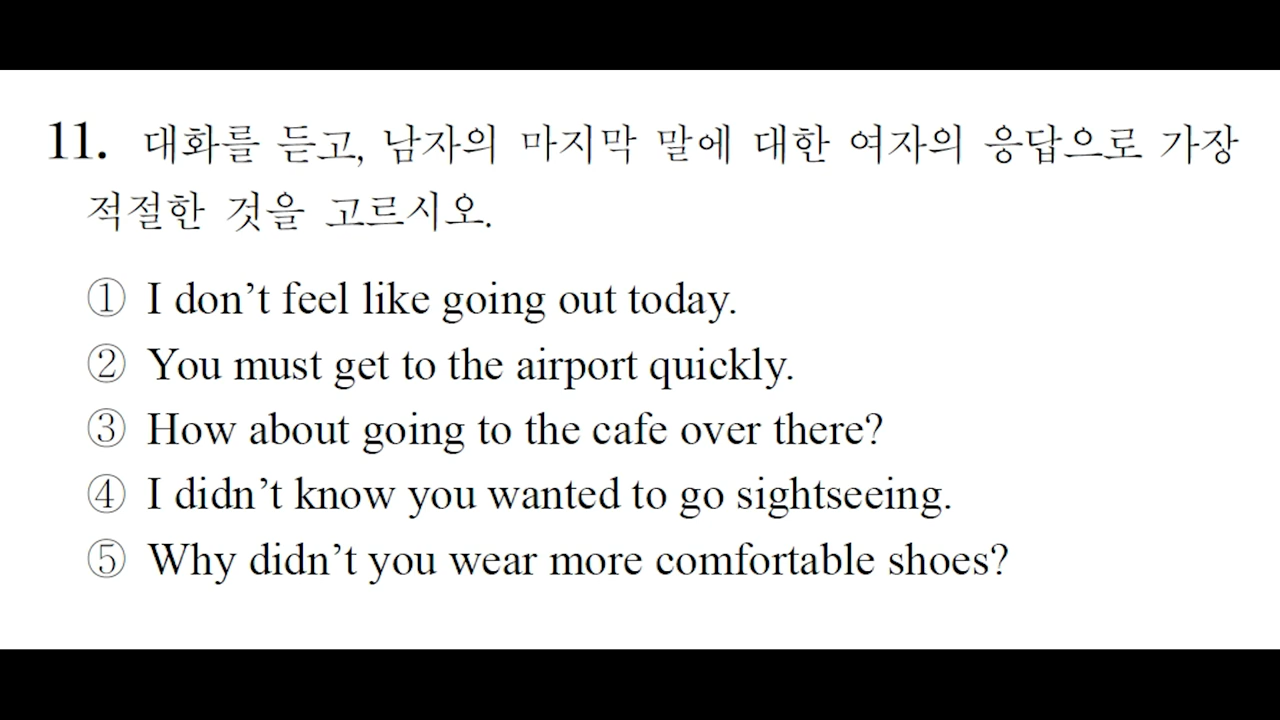 11. 대화를 듣고, 남자의 마지막 말에 대한 여자의 응답으로 가장
적절한 것을 고르시오.
① I don’t feel like going out today.
② You must get to the airport quickly.
③ How about going to the cafe over there?
④ I didn’t know you wanted to go sightseeing.
⑤ Why didn’t you wear more comfortable shoes?